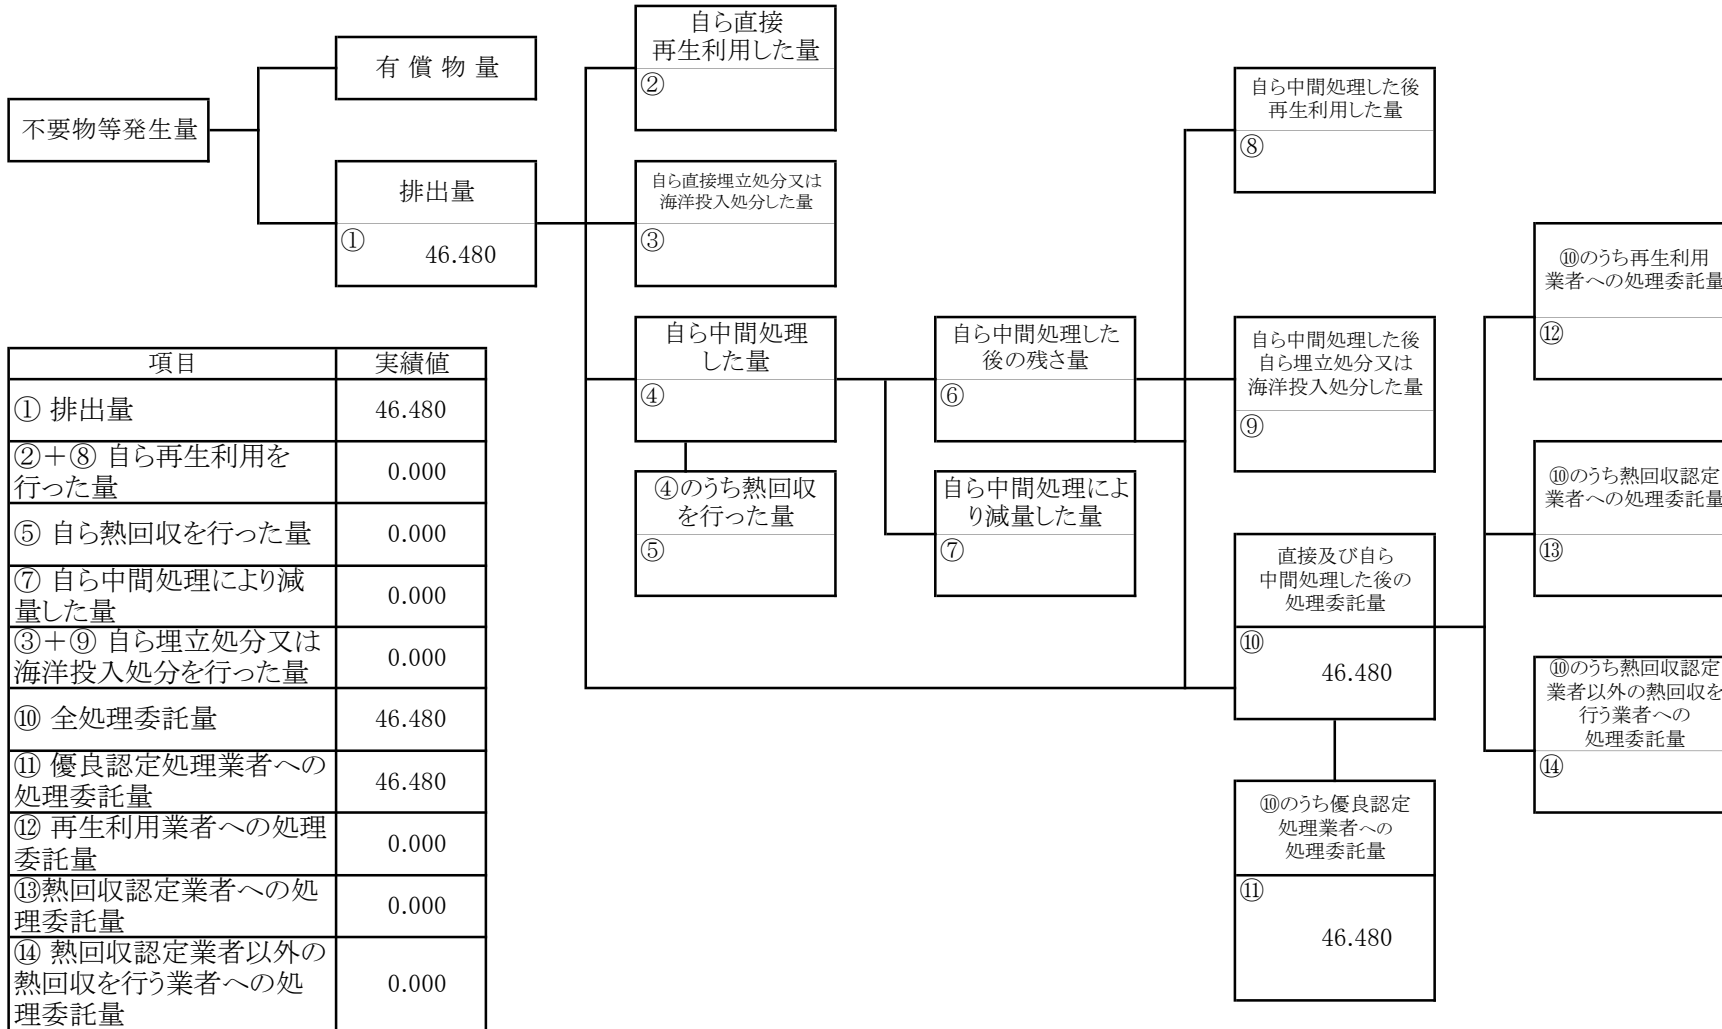 不要物等発生量
有 償 物 量
排出量
①
46.480
自ら直接
再生利用した量
②
自ら直接埋立処分又は
海洋投入処分した量
③
自ら中間処理
した量
④
④のうち熱回収
を行った量
⑤
自ら中間処理した
後の残さ量
⑥
自ら中間処理によ
り減量した量
⑦
自ら中間処理した後
再生利用した量
⑧
自ら中間処理した後
自ら埋立処分又は
海洋投入処分した量
⑨
直接及び自ら
中間処理した後の
処理委託量
⑩
46.480
⑩のうち優良認定
処理業者への
処理委託量
⑪
46.480
⑩のうち再生利用
業者への処理委託量
⑫
⑩のうち熱回収認定
業者への処理委託量
⑬
⑩のうち熱回収認定
業者以外の熱回収を
行う業者への
処理委託量
⑭
項目 実績値
① 排出量 46.480
②+⑧ 自ら再生利用を
行った量 0.000
⑤ 自ら熱回収を行った量 0.000
⑦ 自ら中間処理により減
量した量 0.000
③+⑨ 自ら埋立処分又は
海洋投入処分を行った量 0.000
⑩ 全処理委託量 46.480
⑪ 優良認定処理業者への
処理委託量 46.480
⑫ 再生利用業者への処理
委託量 0.000
⑬熱回収認定業者への処
理委託量 0.000
⑭ 熱回収認定業者以外の
熱回収を行う業者への処
理委託量 0.000